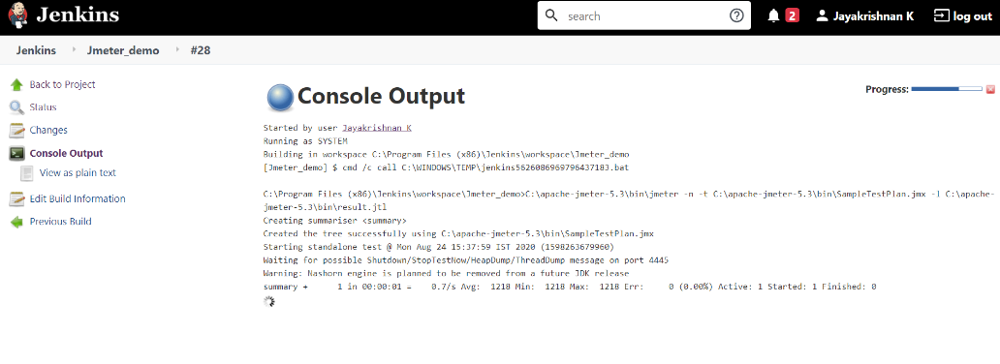 Jenkins
search
2
Jayakrishnan K
log out
Jenkins
Jmeter_demo
#28
Back to Project
Status
Changes
Console Output
View as plain text
Edit Build Information
Previous Build
Console Output
Progress:
Started by user Jayakrishnan K
Running as SYSTEM
Building in workspace C:\Program Files (x86)\Jenkins\workspace\Jmeter_demo
[Jmeter_demo] $ cmd /c call C:\WINDOWS\TEMP\jenkins5626086969796437183.bat
C:\Program Files (x86)\Jenkins\workspace\Jmeter_demo>C:\apache-jmeter-5.3\bin\jmeter -n -t C:\apache-jmeter-5.3\bin\SampleTestPlan.jmx -l C:\apache-
jmeter-5.3\bin\result.jtl
Creating summariser <summary>
Created the tree successfully using C:\apache-jmeter-5.3\bin\SampleTestPlan.jmx
Starting standalone test @ Mon Aug 24 15:37:59 IST 2020 (1598263679960)
Waiting for possible Shutdown/StopTestNow/HeapDump/ThreadDump message on port 4445
Warning: Nashorn engine is planned to be removed from a future JDK release
summary +      1 in 00:00:01 =    0.7/s Avg:  1218 Min:  1218 Max:  1218 Err:     0 (0.00%) Active: 1 Started: 1 Finished: 0